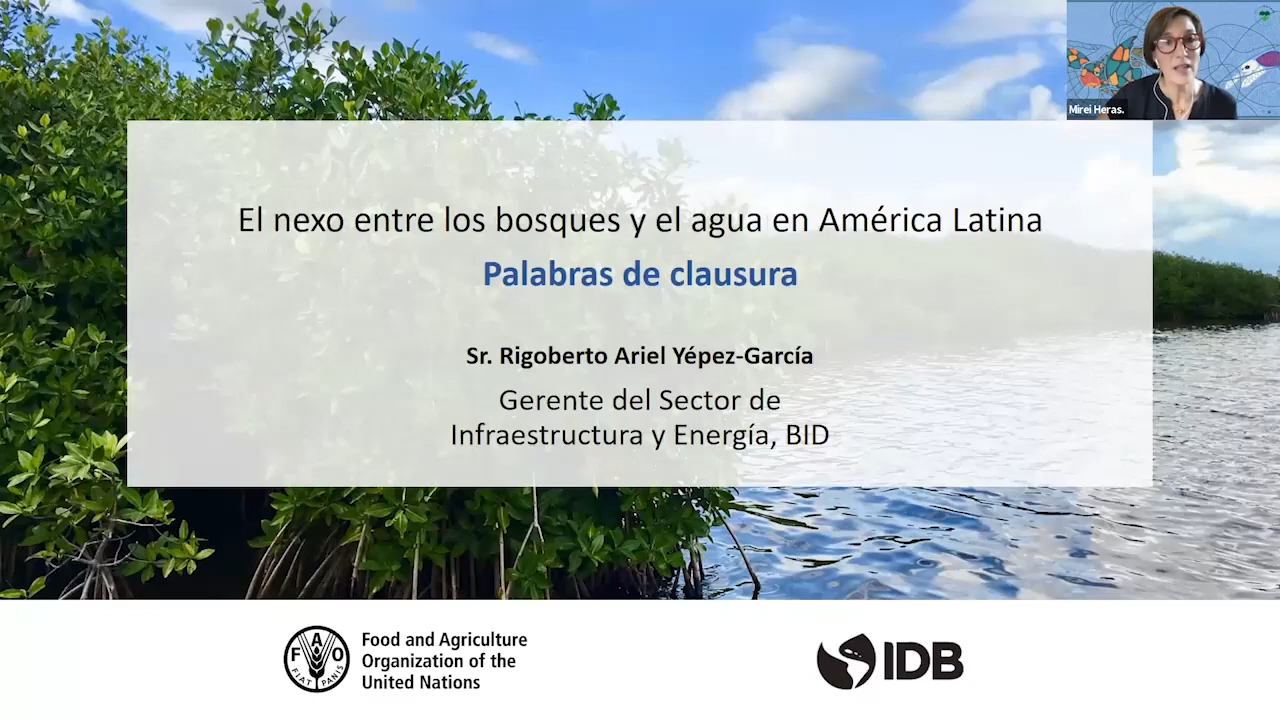 Mirei Heras.
El nexo entre los bosques y el agua en América Latina
Palabras de clausura
Sr. Rigoberto Ariel Yépez-García
Gerente del Sector de
Infraestructura y Energía, BID
FAO
FIAT PANIS
Food and Agriculture
Organization of the
United Nations
IDB